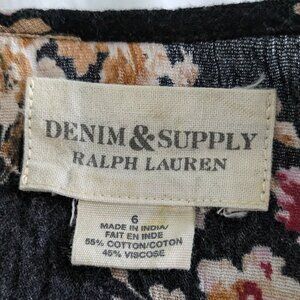 DENIM & SUPPLY
RALPH LAUREN
6
MADE IN INDIA/
FAIT EN INDE
55% COTTON/COTON
45% VISCOSE